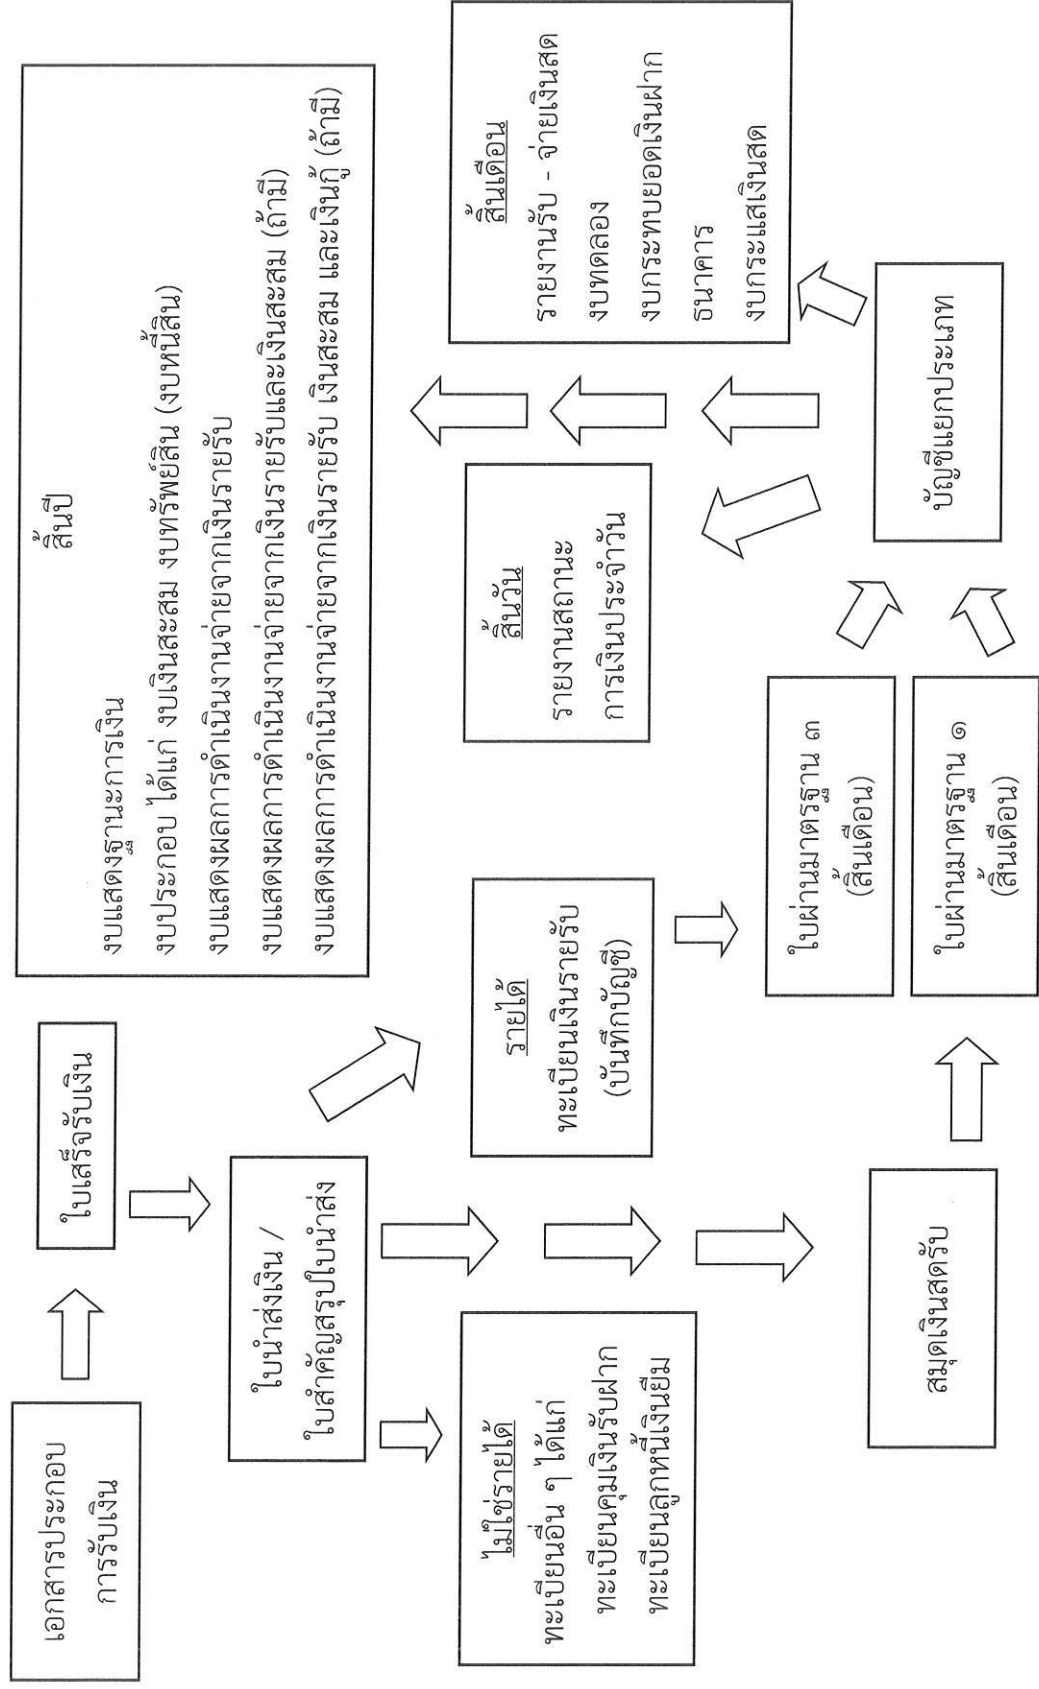 เอกสารประกอบ
การรับเงิน
ใบเสร็จรับเงิน
สิ้นปี
งบแสดงฐานะการเงิน
งบประกอบ ได้แก่ งบเงินสะสม งบทรัพย์สิน (งบหนี้สิน)
งบแสดงผลการดำเนินงานจ่ายจากเงินรายรับ
งบแสดงผลการดำเนินงานจ่ายจากเงินรายรับและเงินสะสม (ถ้ามี)
งบแสดงผลการดำเนินงานจ่ายจากเงินรายรับ เงินสะสม และเงินกู้ (ถ้ามี)
ใบนำส่งเงิน /
ใบสำคัญสรุปใบนำส่ง
ไม่ใช่รายได้
ทะเบียนอื่น ๆ ได้แก่
ทะเบียนคุมเงินรับฝาก
ทะเบียนลูกหนี้เงินยืม
รายได้
ทะเบียนเงินรายรับ
(บันทึกบัญชี)
สิ้นวัน
รายงานสถานะ
การเงินประจำวัน
สิ้นเดือน
รายงานรับ - จ่ายเงินสด
งบทดลอง
งบกระทบยอดเงินฝาก
ธนาคาร
งบกระแสเงินสด
สมุดเงินสดรับ
ใบผ่านมาตรฐาน ๓
(สิ้นเดือน)
ใบผ่านมาตรฐาน ๑
(สิ้นเดือน)
บัญชีแยกประเภท